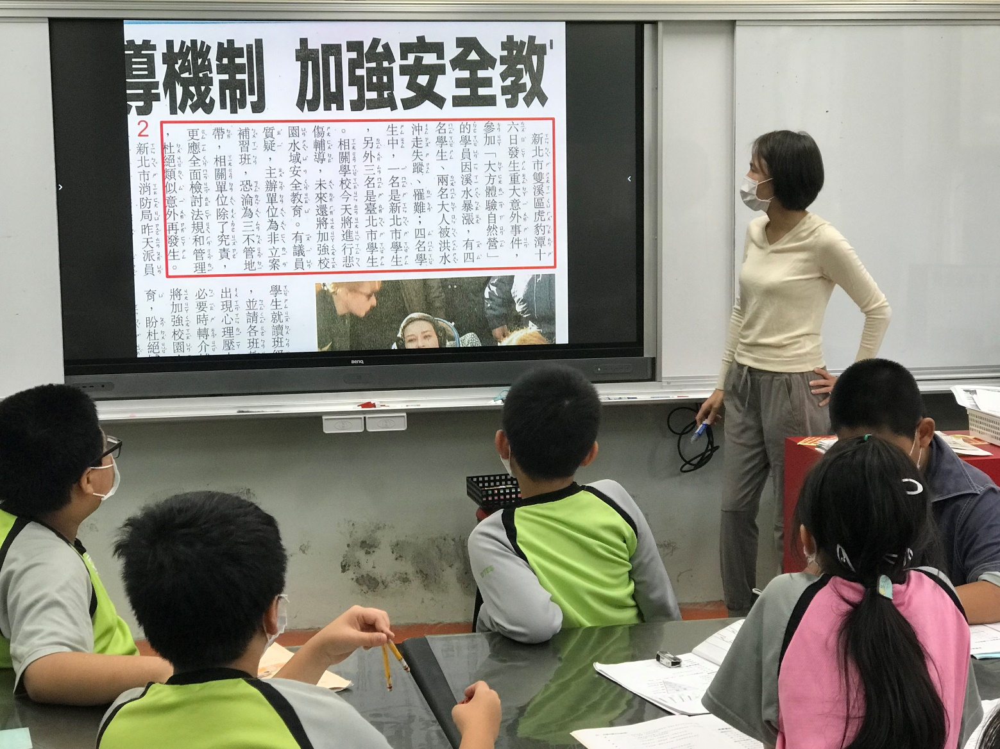 導機制 加強安全教
新北市雙溪區虎豹潭十
六日發生重大意外事件，
參加「大方體驗自然營」
的學員因溪水暴漲，有四
名學生、兩名大人被洪水
沖走失蹤、罹難；四名學
生中，一名是新北市學生
，另外三名是臺北市學生
。相關學校今天將進行悲
傷輔導，未來還將加強校
園水域安全教育。有議員
質疑，主辦單位為非立案
補習班，恐淪為三不管地
帶，相關單位除了究責，
更應全面檢討法規和管理
，杜絕類似意外再發生。
2
新北市消防局昨天派員
學生就讀班
，並請各班教
出現心理壓
必要時轉介
將加強校園
育，盼杜絕
BenQ